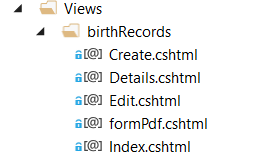 Views
birthRecords
[@] Create.cshtml
[@] Details.cshtml
[@] Edit.cshtml
[@] formPdf.cshtml
[@] Index.cshtml